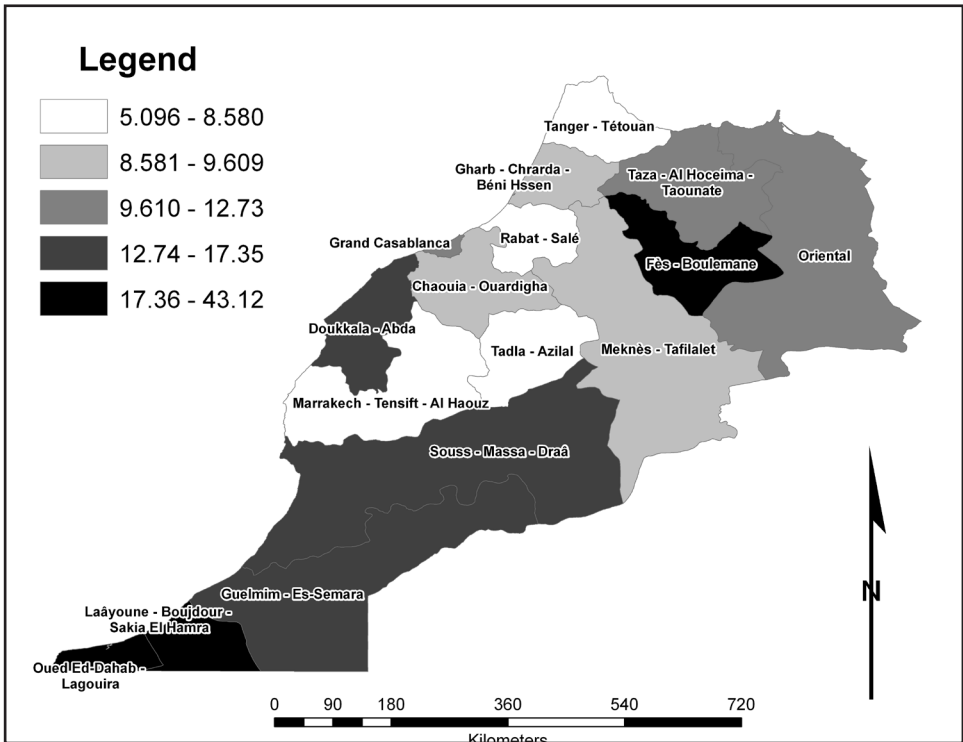 Legend
5.096 - 8.580
8.581 - 9.609
9.610 - 12.73
12.74 - 17.35
17.36 - 43.12
Tanger - Tétouan
Gharb - Chrarda -
Béni Hssen
Taza - Al Hoceima -
Taounate
Rabat - Salé
Grand Casablanca
Fès - Boulemane
Oriental
Chaouia - Ouardigha
Doukkala - Abda
Tadla - Azilal
Meknès - Tafilalet
Marrakech - Tensift - Al Haouz
Souss - Massa - Draâ
Guelmim - Es-Semara
Laâyoune - Boujdour -
Sakia El Hamra
Oued Ed-Dahab -
Lagouira
N
0 90 180 360 540 720
Kilometers